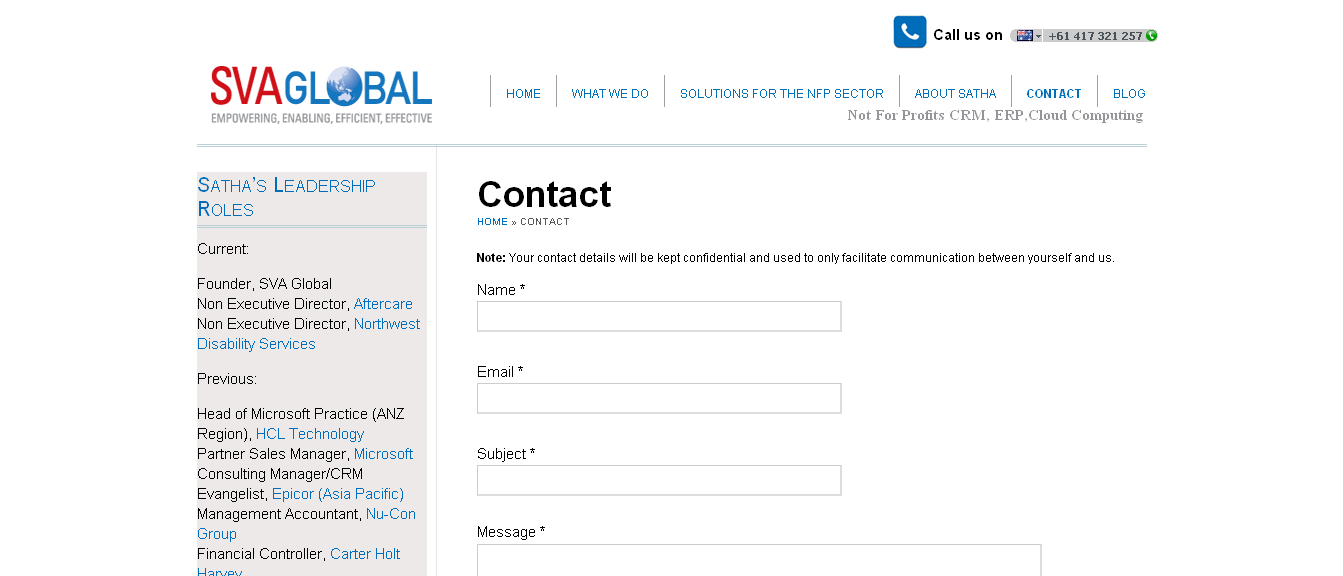 Call us on +61 417 321 257
SVAGLOBAL
EMPOWERING, ENABLING, EFFICIENT, EFFECTIVE
HOME WHAT WE DO SOLUTIONS FOR THE NFP SECTOR ABOUT SATHA CONTACT BLOG
Not For Profits CRM, ERP,Cloud Computing
Satha's Leadership
Roles
Current:
Founder, SVA Global
Non Executive Director, Aftercare
Non Executive Director, Northwest
Disability Services
Previous:
Head of Microsoft Practice (ANZ
Region), HCL Technology
Partner Sales Manager, Microsoft
Consulting Manager/CRM
Evangelist, Epicor (Asia Pacific)
Management Accountant, Nu-Con
Group
Financial Controller, Carter Holt
Harvey
Contact
HOME » CONTACT
Note: Your contact details will be kept confidential and used to only facilitate communication between yourself and us.
Name *
Email *
Subject *
Message *